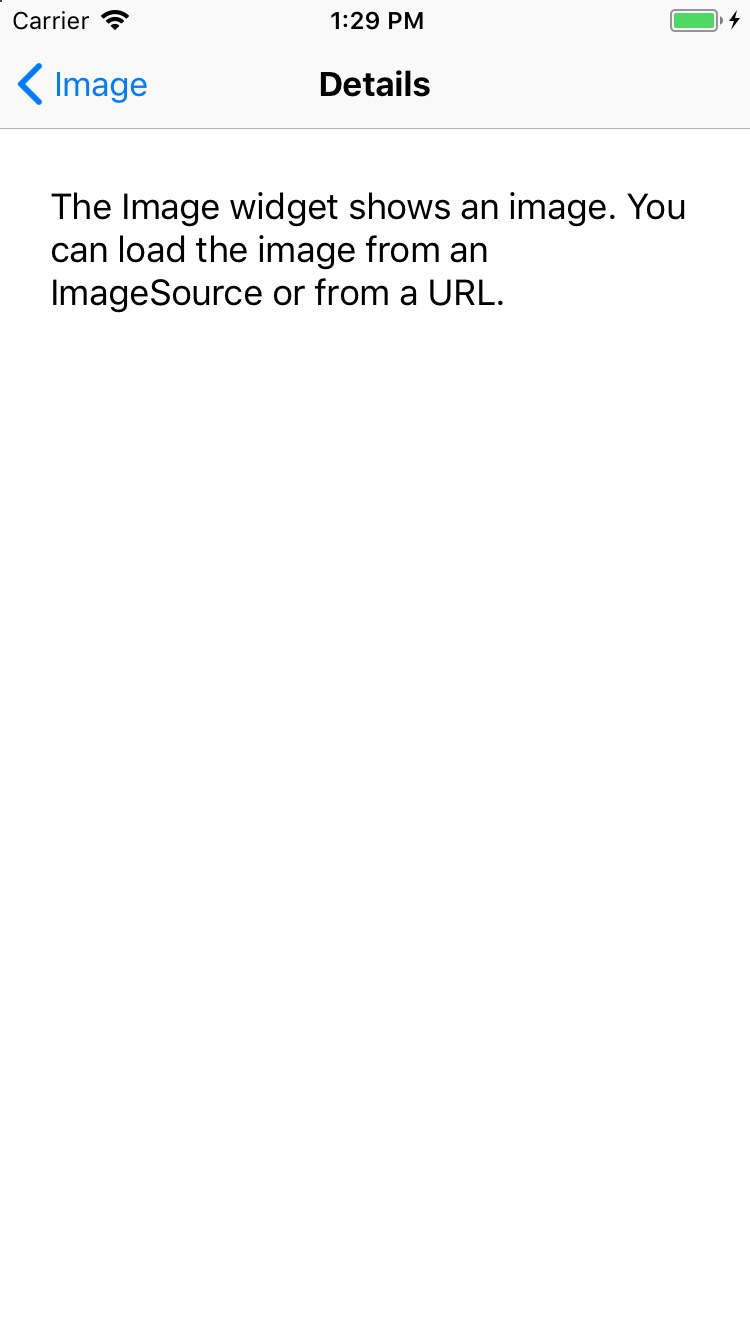 Carrier 1:29 PM
Image Details
The Image widget shows an image. You
can load the image from an
ImageSource or from a URL.